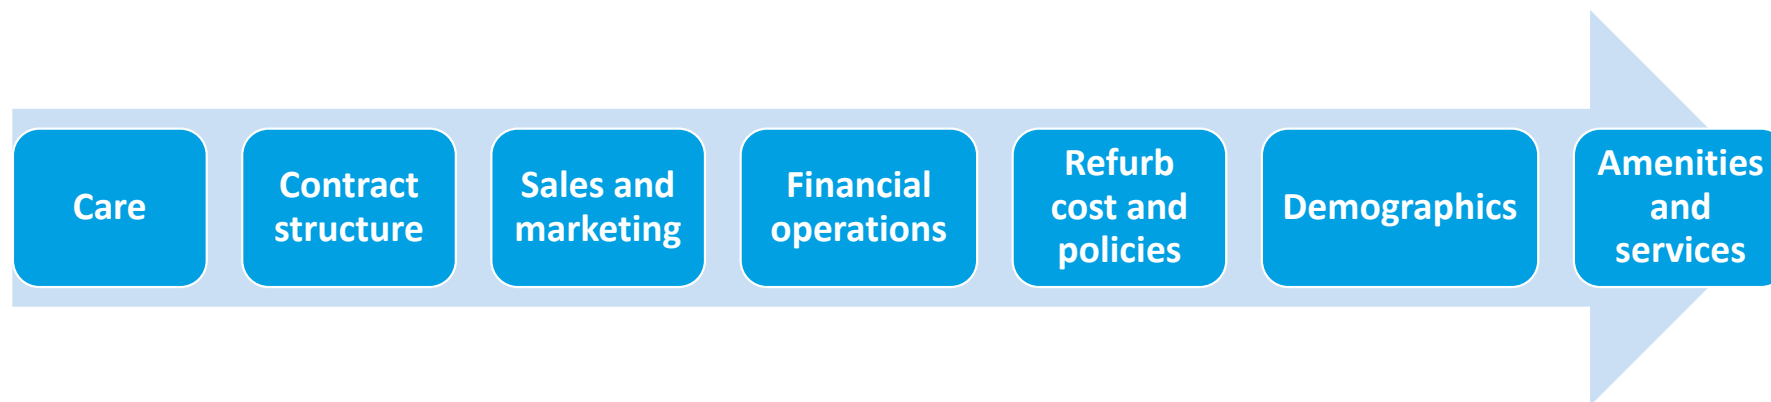 Care
Contract
structure
Sales and
marketing
Financial
operations
Refurb
cost and
policies
Demographics
Amenities
and
services